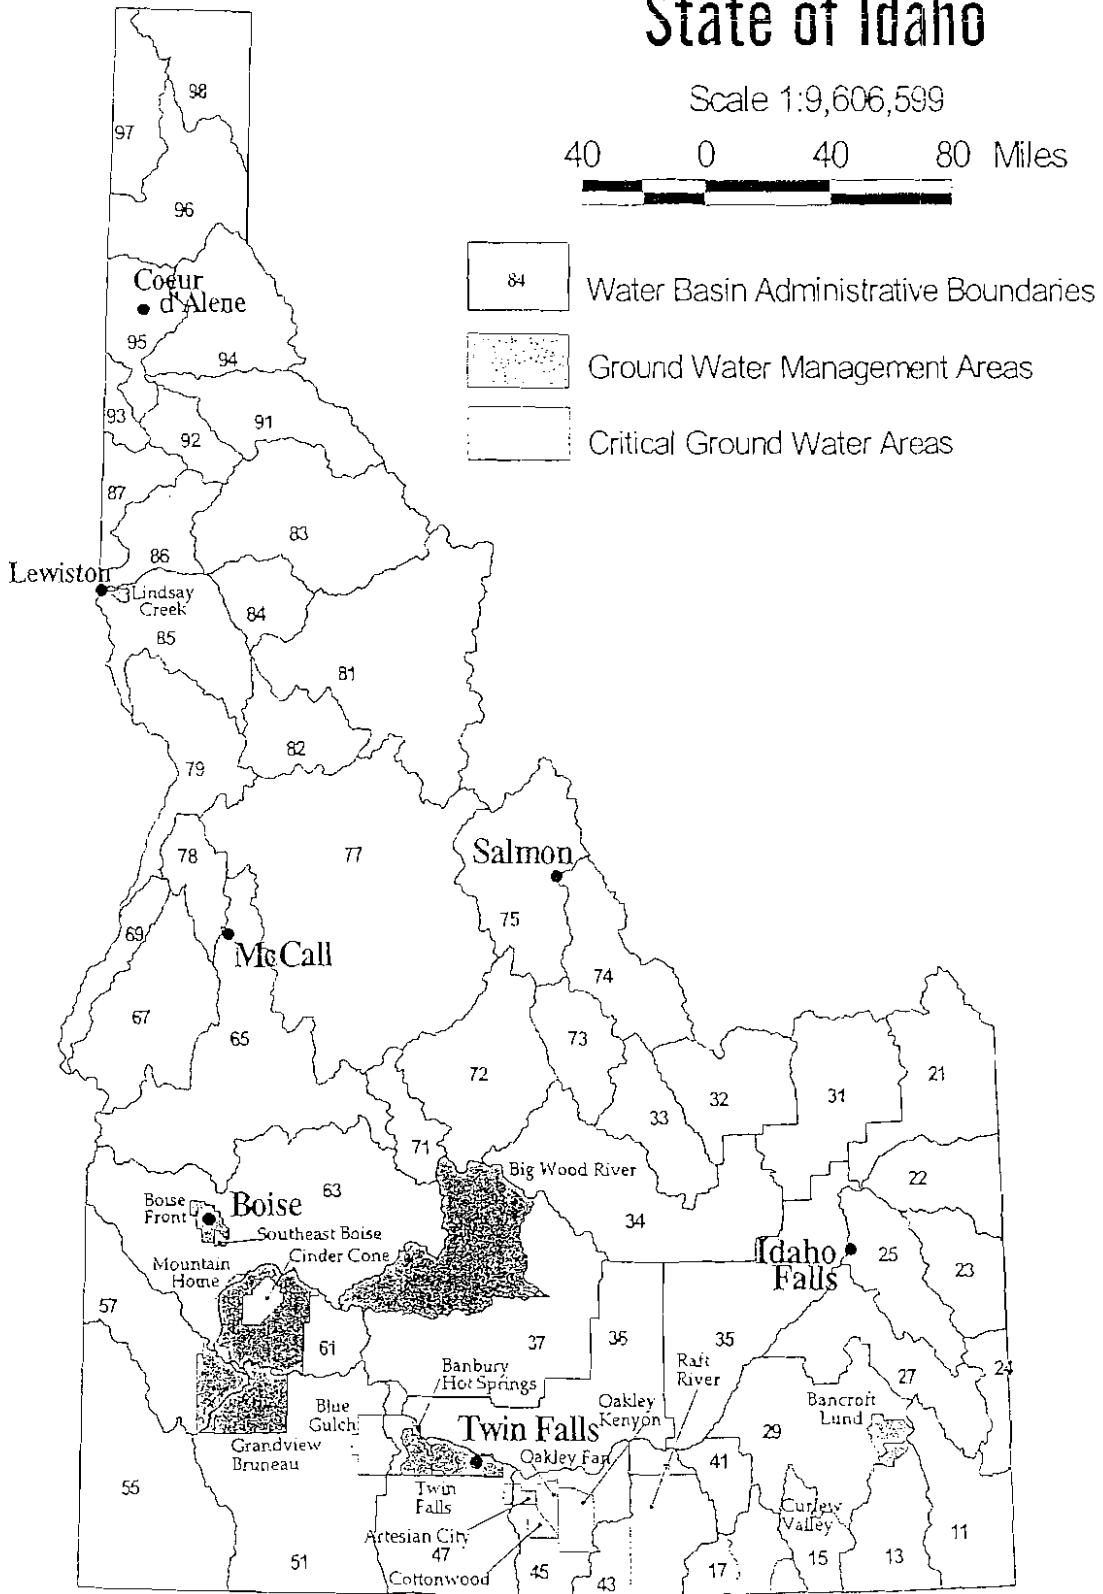 State of Idaho
Scale 1:9,606,599
40 0 40 80 Miles
84 Water Basin Administrative Boundaries
Ground Water Management Areas
Critical Ground Water Areas
98
97
96
Coeur
d'Alene
95
94
93
91
92
87
83
86
Lewiston
Lindsay
Creek
84
85
81
82
79
78
77
Salmon
75
69
McCall
74
67
65
73
72
21
32
31
33
71
Big Wood River
22
63
Boise
Front
Boise
34
Southeast Boise
Cinder Cone
Mountain
Home
Idaho
Falls
25
23
57
61
37
36
35
24
Banbury
Hot Springs
Raft
River
27
Blue
Gulch
Oakley
Kenyon
Bancroft
Lund
Twin Falls
29
Grandview
Bruneau
Oakley Fan
41
55
Twin
Falls
Curlew
Valley
11
Artesian City
51
47
45
43
17
15
13
Cottonwood